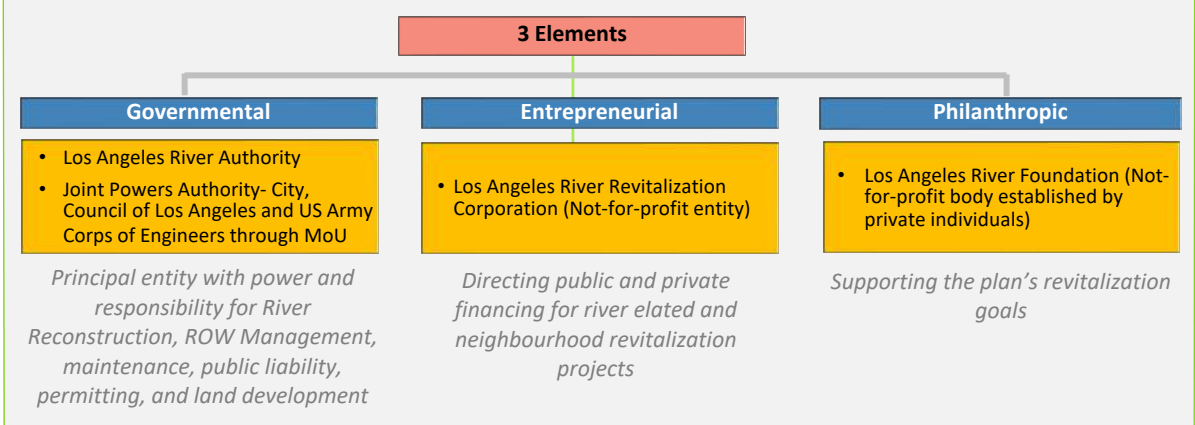 3 Elements
Governmental
• Los Angeles River Authority
• Joint Powers Authority- City,
Council of Los Angeles and US Army
Corps of Engineers through MoU
Principal entity with power and
responsibility for River
Reconstruction, ROW Management,
maintenance, public liability,
permitting, and land development
Entrepreneurial
• Los Angeles River Revitalization
Corporation (Not-for-profit entity)
Directing public and private
financing for river elated and
neighbourhood revitalization
projects
Philanthropic
• Los Angeles River Foundation (Not-
for-profit body established by
private individuals)
Supporting the plan's revitalization
goals